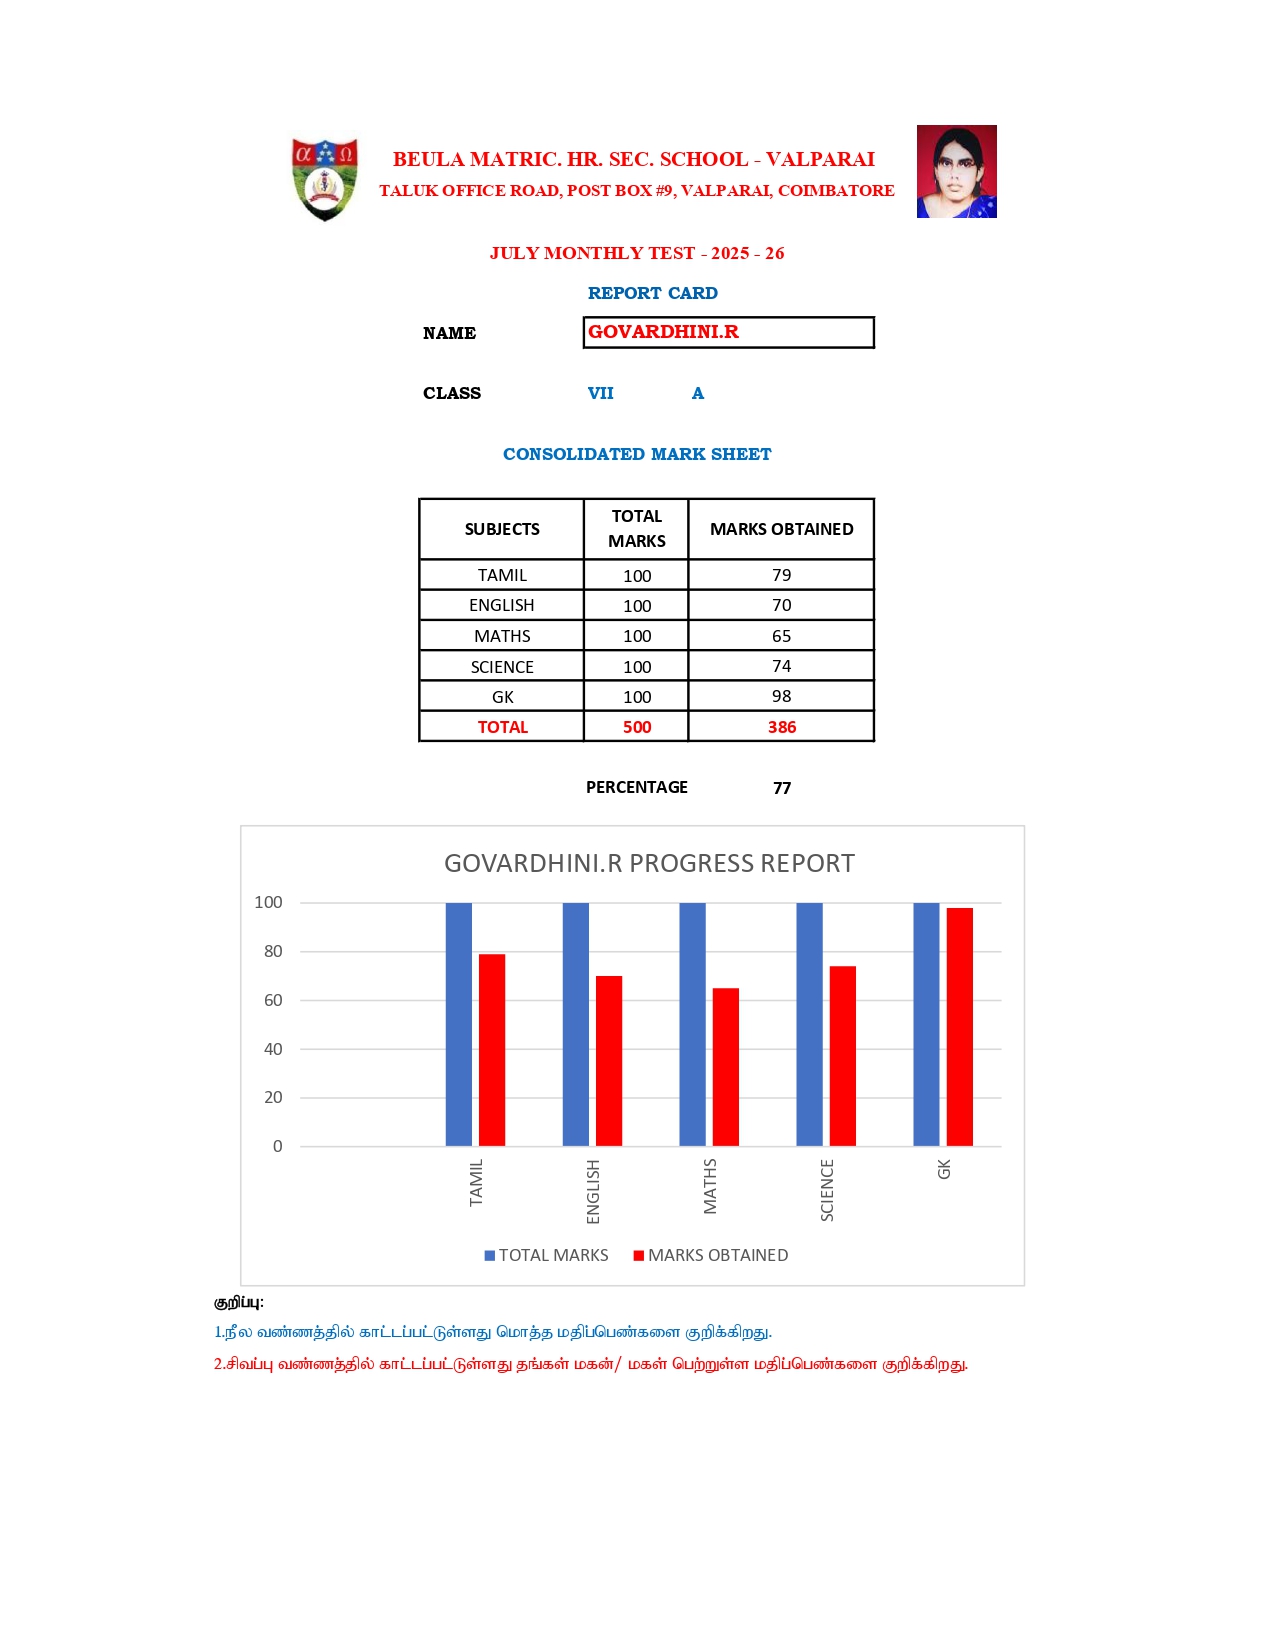 α Ω
BEULA MATRIC. HR. SEC. SCHOOL - VALPARAI
TALUK OFFICE ROAD, POST BOX #9, VALPARAI, COIMBATORE
JULY MONTHLY TEST - 2025 - 26
REPORT CARD
NAME GOVARDHINI.R
CLASS VII A
CONSOLIDATED MARK SHEET
SUBJECTS TOTAL MARKS MARKS OBTAINED
TAMIL 100 79
ENGLISH 100 70
MATHS 100 65
SCIENCE 100 74
GK 100 98
TOTAL 500 386
PERCENTAGE 77
GOVARDHINI.R PROGRESS REPORT
100
80
60
40
20
0
TAMIL ENGLISH MATHS SCIENCE GK
TOTAL MARKS MARKS OBTAINED
குறிப்பு:
1.நீல வண்ணத்தில் காட்டப்பட்டுள்ளது மொத்த மதிப்பெண்களை குறிக்கிறது.
2.சிவப்பு வண்ணத்தில் காட்டப்பட்டுள்ளது தங்கள் மகன்/ மகள் பெற்றுள்ள மதிப்பெண்களை குறிக்கிறது.